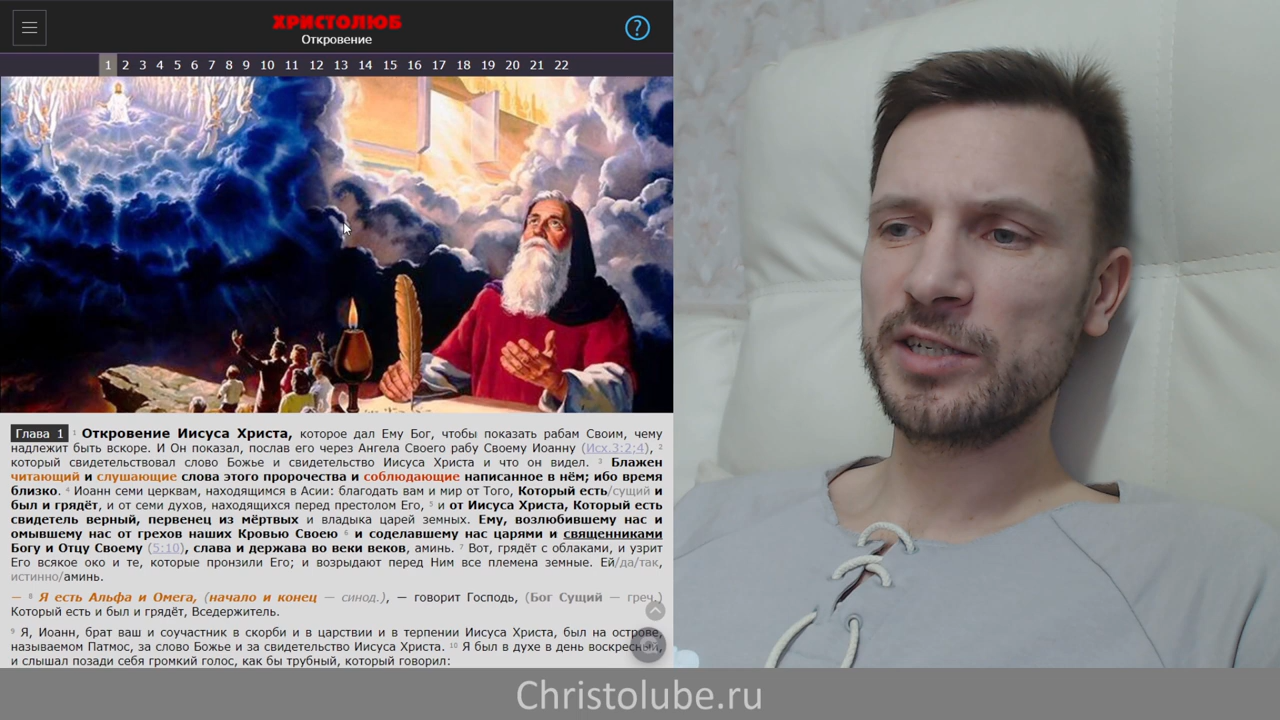 ХРИСТОЛЮБ
Откровение
?
1 2 3 4 5 6 7 8 9 10 11 12 13 14 15 16 17 18 19 20 21 22
Глава 1 1 Откровение Иисуса Христа, которое дал Ему Бог, чтобы показать рабам Своим, чему
надлежит быть вскоре. И Он показал, послав его через Ангела Своего рабу Своему Иоанну (Исх.3:2;4), 2
который свидетельствовал слово Божье и свидетельство Иисуса Христа и что он видел. 3 Блажен
читающий и слушающие слова этого пророчества и соблюдающие написанное в нём; ибо время
близко. 4 Иоанн семи церквам, находящимся в Асии: благодать вам и мир от Того, Который есть/сущий и
был и грядёт, и от семи духов, находящихся перед престолом Его, 5 и от Иисуса Христа, Который есть
свидетель верный, первенец из мёртвых и владыка царей земных. Ему, возлюбившему нас и
омывшему нас от грехов наших Кровью Своею 6 и соделавшему нас царями и священниками
Богу и Отцу Своему (5:10), слава и держава во веки веков, аминь. 7 Вот, грядёт с облаками, и узрит
Его всякое око и те, которые пронзили Его; и возрыдают перед Ним все племена земные. Ей/да/так,
истинно/аминь.
— 8 Я есть Альфа и Омега, (начало и конец — синод.), — говорит Господь, (Бог Сущий — греч.)
Который есть и был и грядёт, Вседержитель.
9 Я, Иоанн, брат ваш и соучастник в скорби и в царствии и в терпении Иисуса Христа, был на острове,
называемом Патмос, за слово Божье и за свидетельство Иисуса Христа. 10 Я был в духе в день воскресный,
и слышал позади себя громкий голос, как бы трубный, который говорил:
Christolube.ru